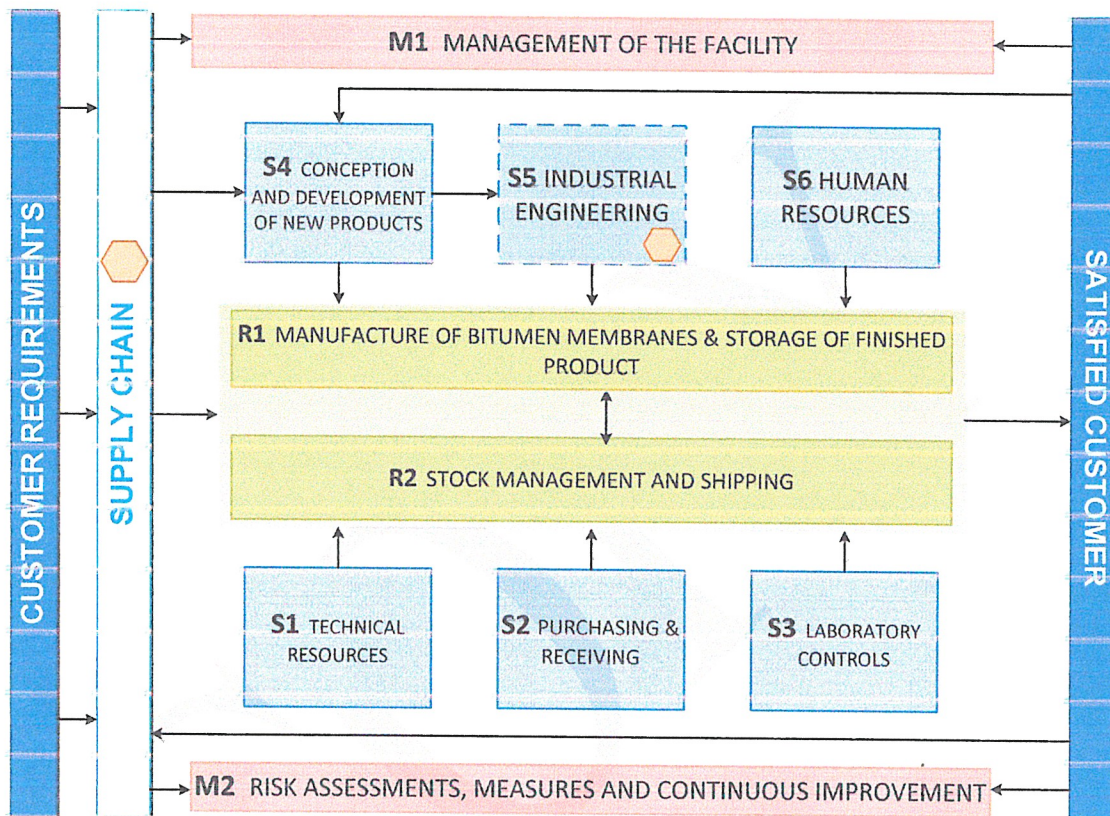 M1 MANAGEMENT OF THE FACILITY
CUSTOMER REQUIREMENTS
SUPPLY CHAIN
S4 CONCEPTION
AND DEVELOPMENT
OF NEW PRODUCTS
S5 INDUSTRIAL
ENGINEERING
S6 HUMAN
RESOURCES
R1 MANUFACTURE OF BITUMEN MEMBRANES & STORAGE OF FINISHED
PRODUCT
R2 STOCK MANAGEMENT AND SHIPPING
S1 TECHNICAL
RESOURCES
S2 PURCHASING &
RECEIVING
S3 LABORATORY
CONTROLS
SATISFIED CUSTOMER
M2 RISK ASSESSMENTS, MEASURES AND CONTINUOUS IMPROVEMENT